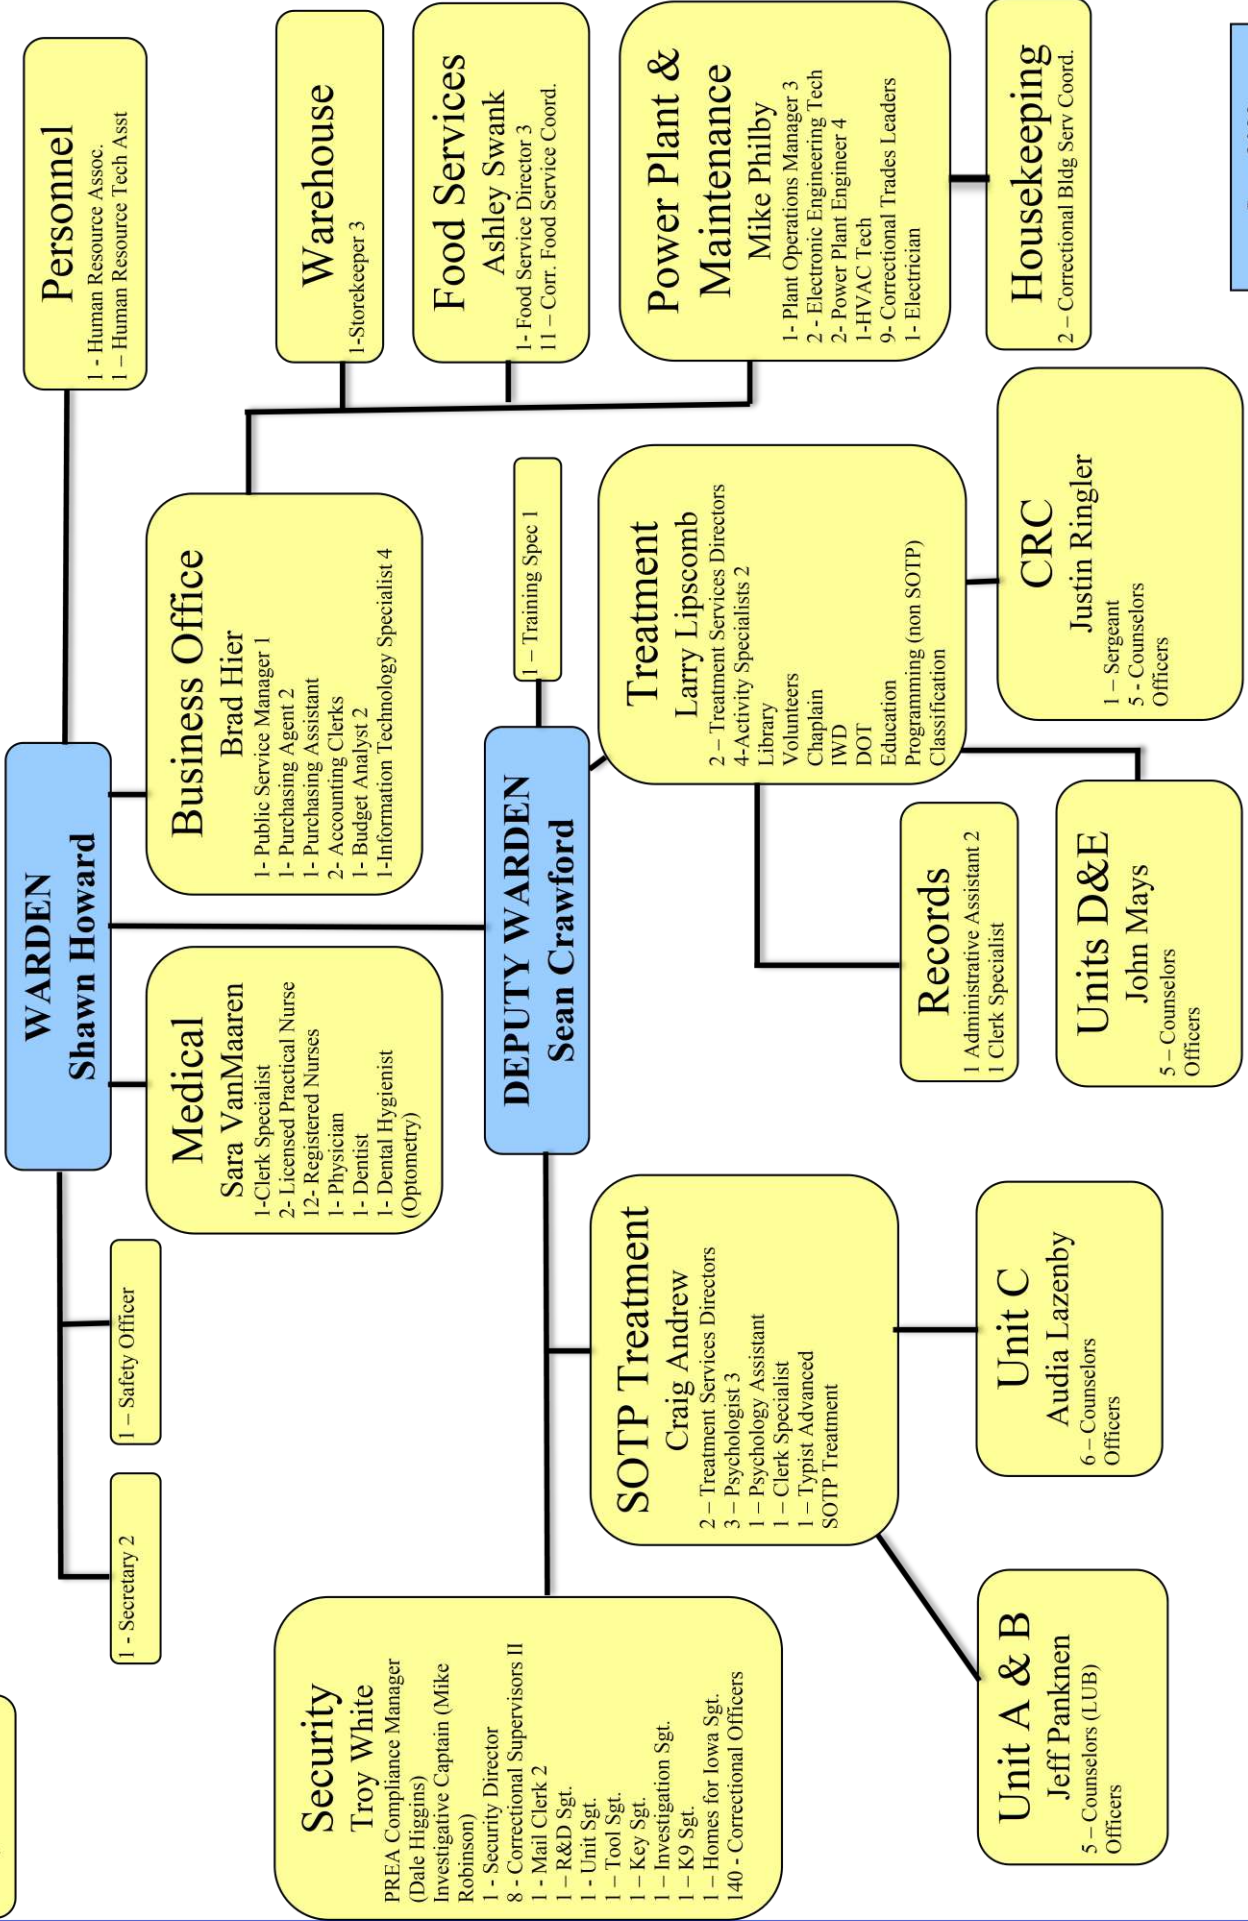 WARDEN
Shawn Howard
1 - Secretary 2
1 – Safety Officer
Personnel
1 - Human Resource Assoc.
1 – Human Resource Tech Asst
Medical
Sara VanMaaren
1-Clerk Specialist
2- Licensed Practical Nurse
12- Registered Nurses
1- Physician
1- Dentist
1- Dental Hygienist
(Optometry)
Business Office
Brad Hier
1- Public Service Manager 1
1- Purchasing Agent 2
1- Purchasing Assistant
2- Accounting Clerks
1- Budget Analyst 2
1-Information Technology Specialist 4
Warehouse
1-Storekeeper 3
Food Services
Ashley Swank
1- Food Service Director 3
11 – Corr. Food Service Coord.
Power Plant &
Maintenance
Mike Philby
1- Plant Operations Manager 3
2 - Electronic Engineering Tech
2- Power Plant Engineer 4
1-HVAC Tech
9- Correctional Trades Leaders
1- Electrician
Housekeeping
2 – Correctional Bldg Serv Coord.
DEPUTY WARDEN
Sean Crawford
1 – Training Spec 1
Security
Troy White
PREA Compliance Manager
(Dale Higgins)
Investigative Captain (Mike
Robinson)
1 - Security Director
8 - Correctional Supervisors II
1 - Mail Clerk 2
1 – R&D Sgt.
1 - Unit Sgt.
1 – Tool Sgt.
1 – Key Sgt.
1 – Investigation Sgt.
1 – K9 Sgt.
1 – Homes for Iowa Sgt.
140 - Correctional Officers
SOTP Treatment
Craig Andrew
2 – Treatment Services Directors
3 – Psychologist 3
1 – Psychology Assistant
1 – Clerk Specialist
1 – Typist Advanced
SOTP Treatment
Treatment
Larry Lipscomb
2 – Treatment Services Directors
4-Activity Specialists 2
Library
Volunteers
Chaplain
IWD
DOT
Education
Programming (non SOTP)
Classification
Records
1 Administrative Assistant 2
1 Clerk Specialist
Unit A & B
Jeff Panknen
5 – Counselors (LUB)
Officers
Unit C
Audia Lazenby
6 – Counselors
Officers
Units D&E
John Mays
5 – Counselors
Officers
CRC
Justin Ringler
1 – Sergeant
5 - Counselors
Officers